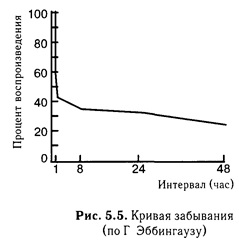 Процент воспроизведения
100
80
60
40
20
0
1 8 24 48
Интервал (час)
Рис. 5.5. Кривая забывания
(по Г Эббингаузу)